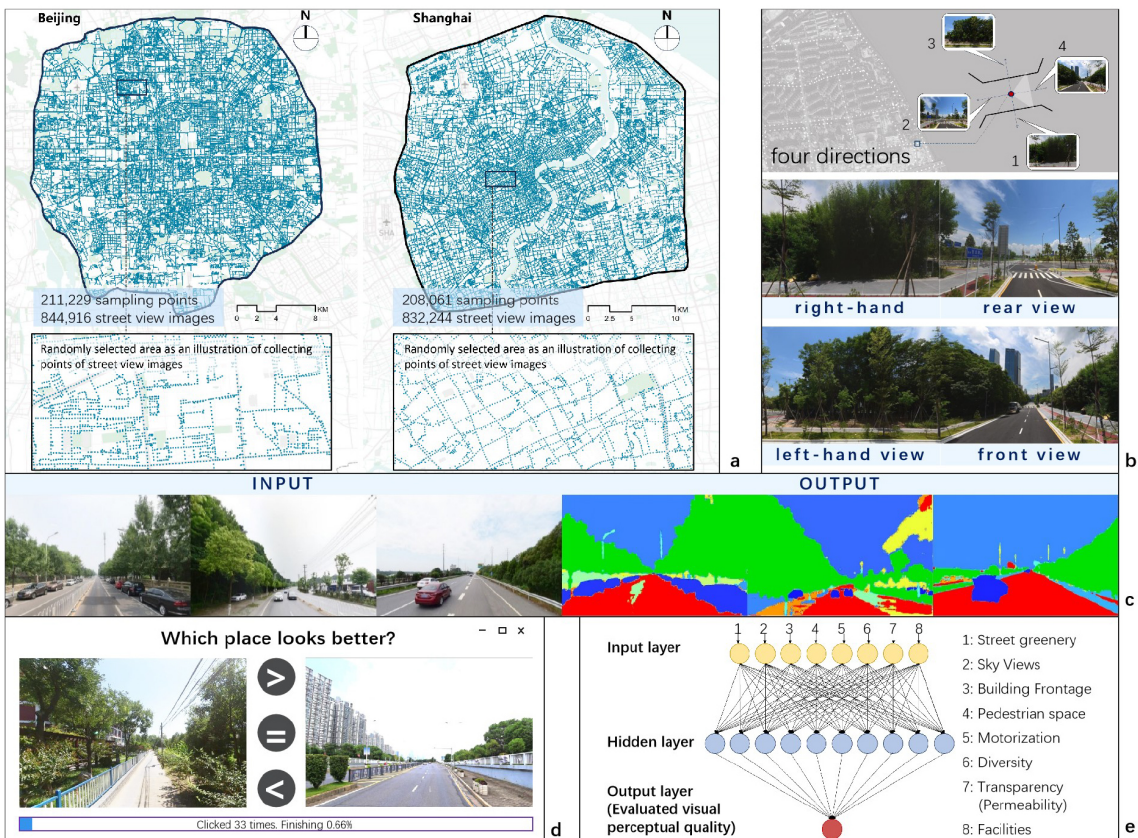 Beijing
N
Shanghai
N
211,229 sampling points
844,916 street view images
KM
0 2 4 8
208,061 sampling points
832,244 street view images
KM
0 2.5 5 10
Randomly selected area as an illustration of collecting
points of street view images
Randomly selected area as an illustration of collecting
points of street view images
SHA
a
3
4
2
1
four directions
right-hand
rear view
left-hand view
front view
b
INPUT
OUTPUT
c
Which place looks better?
– x
>
=
<
Clicked 33 times. Finishing 0.66%
d
Input layer
1 2 3 4 5 6 7 8
Hidden layer
Output layer
(Evaluated visual
perceptual quality)
1: Street greenery
2: Sky Views
3: Building Frontage
4: Pedestrian space
5: Motorization
6: Diversity
7: Transparency
(Permeability)
8: Facilities
e